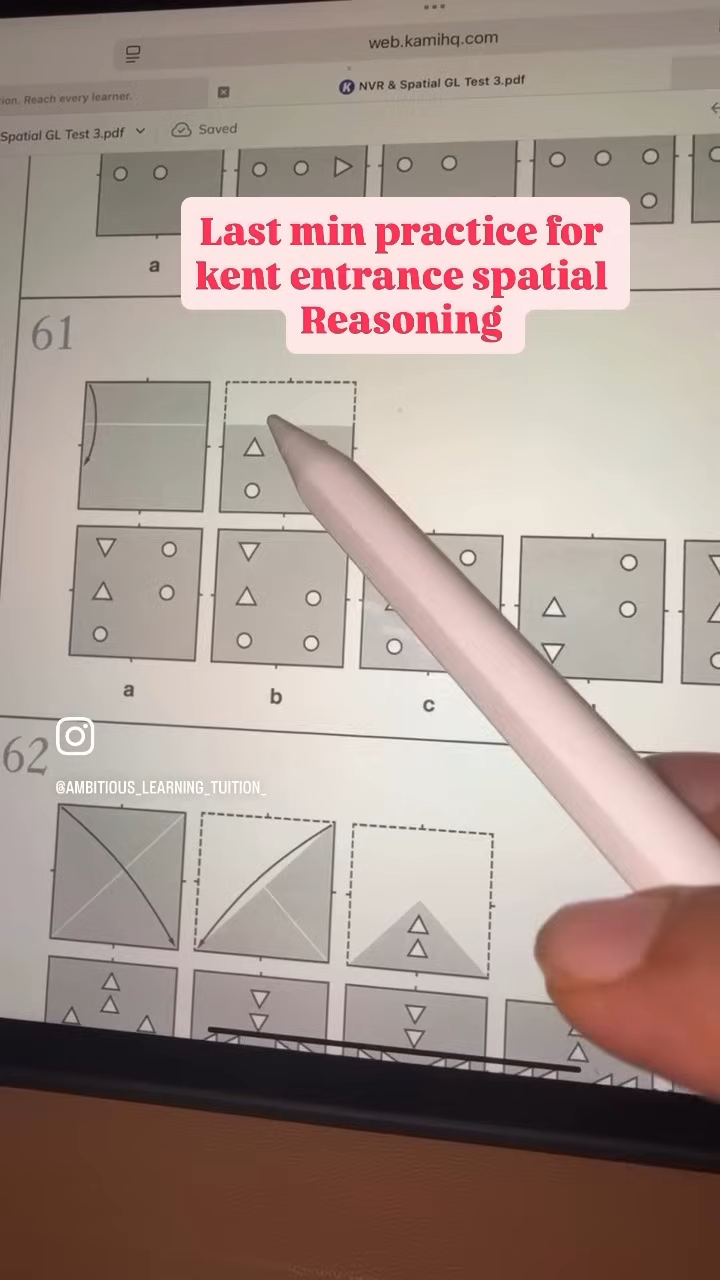 web.kamihq.com
ion. Reach every learner.
NVR & Spatial GL Test 3.pdf
Spatial GL Test 3.pdf
Saved
Last min practice for
kent entrance spatial
Reasoning
a
61
a
b
c
62
@AMBITIOUS_LEARNING_TUITION_